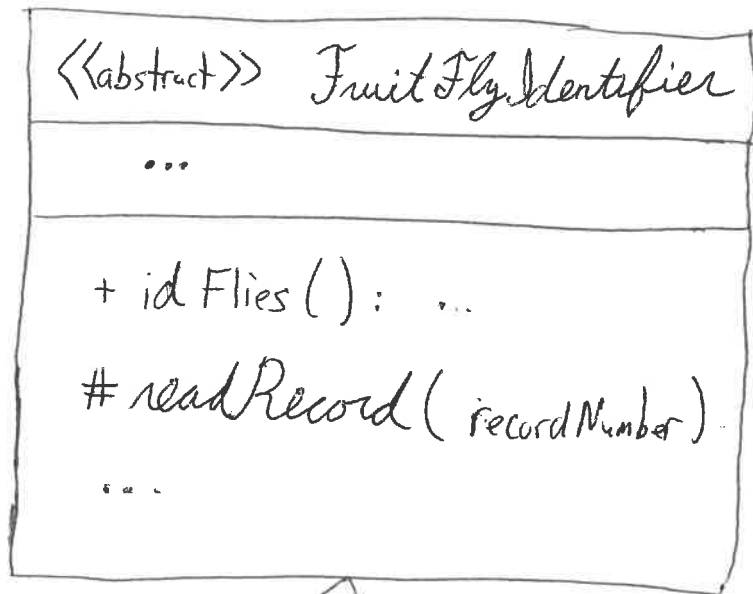 <<abstract>> FruitFlyIdentifier
...
+ idFlies(): ...
# readRecord(recordNumber)
...